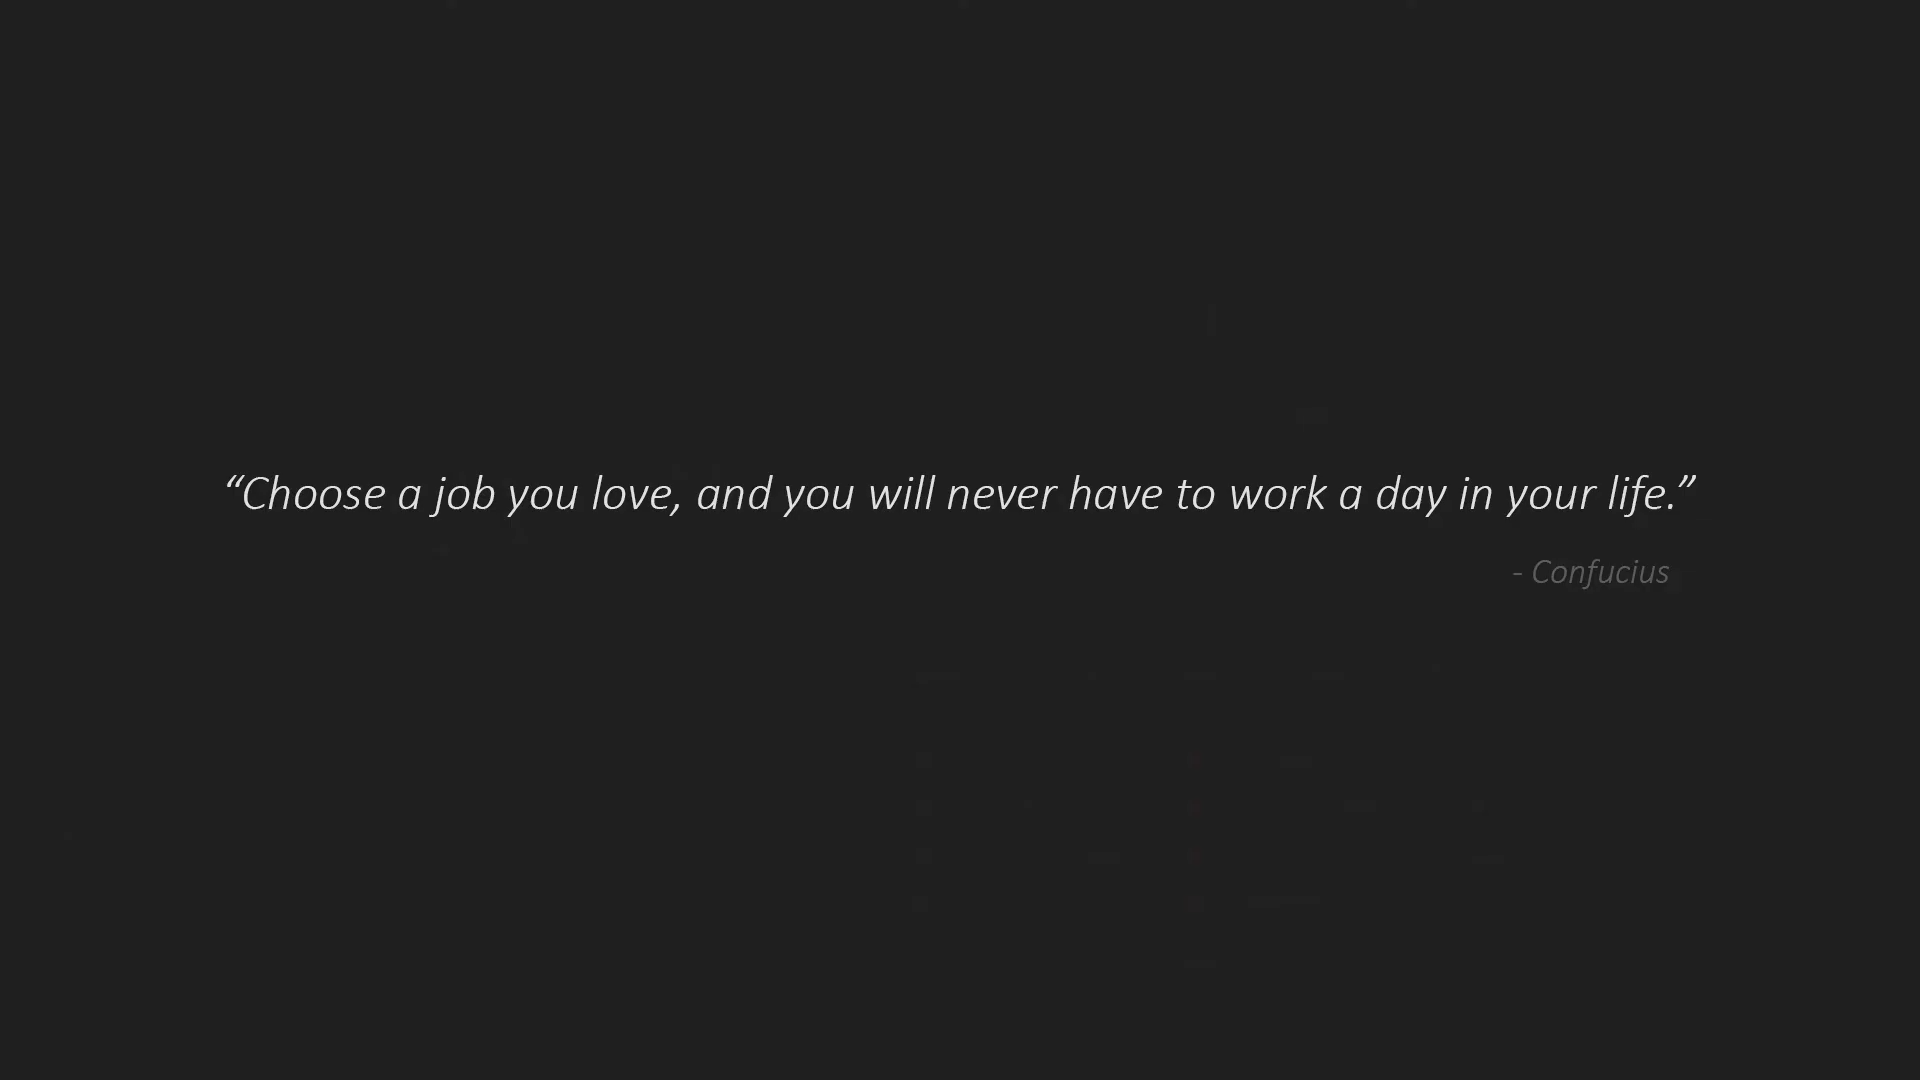 “Choose a job you love, and you will never have to work a day in your life.”
- Confucius